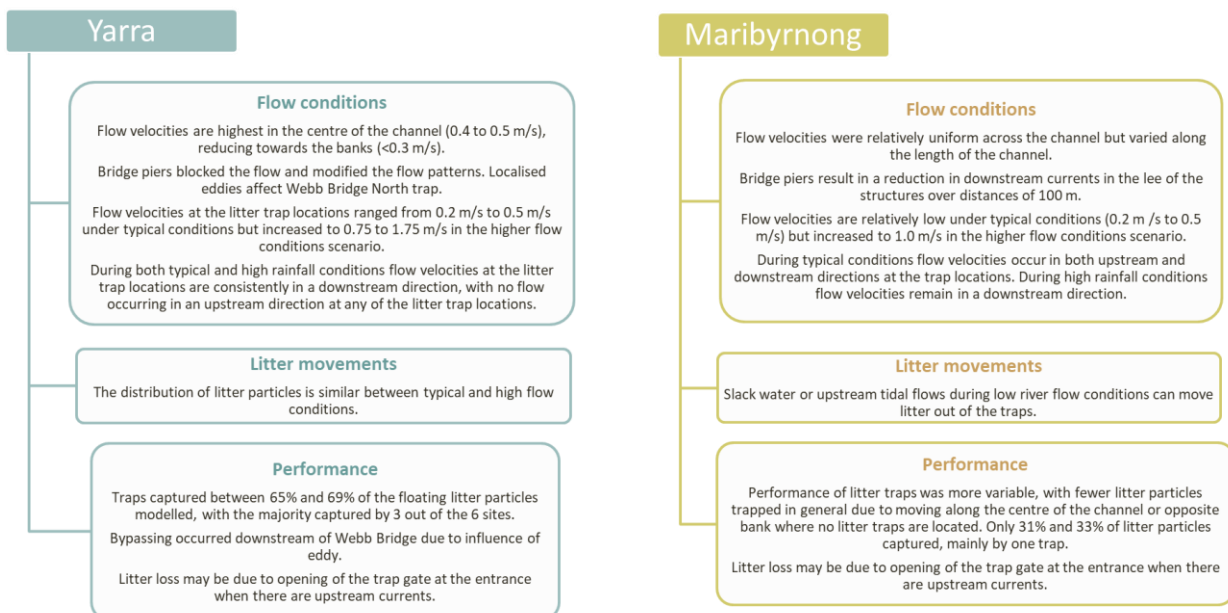 Yarra
Flow conditions
Flow velocities are highest in the centre of the channel (0.4 to 0.5 m/s),
reducing towards the banks (<0.3 m/s).
Bridge piers blocked the flow and modified the flow patterns. Localised
eddies affect Webb Bridge North trap.
Flow velocities at the litter trap locations ranged from 0.2 m/s to 0.5 m/s
under typical conditions but increased to 0.75 to 1.75 m/s in the higher flow
conditions scenario.
During both typical and high rainfall conditions flow velocities at the litter
trap locations are consistently in a downstream direction, with no flow
occurring in an upstream direction at any of the litter trap locations.
Litter movements
The distribution of litter particles is similar between typical and high flow
conditions.
Performance
Traps captured between 65% and 69% of the floating litter particles
modelled, with the majority captured by 3 out of the 6 sites.
Bypassing occurred downstream of Webb Bridge due to influence of
eddy.
Litter loss may be due to opening of the trap gate at the entrance
when there are upstream currents.
Maribyrnong
Flow conditions
Flow velocities were relatively uniform across the channel but varied along
the length of the channel.
Bridge piers result in a reduction in downstream currents in the lee of the
structures over distances of 100 m.
Flow velocities are relatively low under typical conditions (0.2 m /s to 0.5
m/s) but increased to 1.0 m/s in the higher flow conditions scenario.
During typical conditions flow velocities occur in both upstream and
downstream directions at the trap locations. During high rainfall conditions
flow velocities remain in a downstream direction.
Litter movements
Slack water or upstream tidal flows during low river flow conditions can move
litter out of the traps.
Performance
Performance of litter traps was more variable, with fewer litter particles
trapped in general due to moving along the centre of the channel or opposite
bank where no litter traps are located. Only 31% and 33% of litter particles
captured, mainly by one trap.
Litter loss may be due to opening of the trap gate at the entrance when there
are upstream currents.